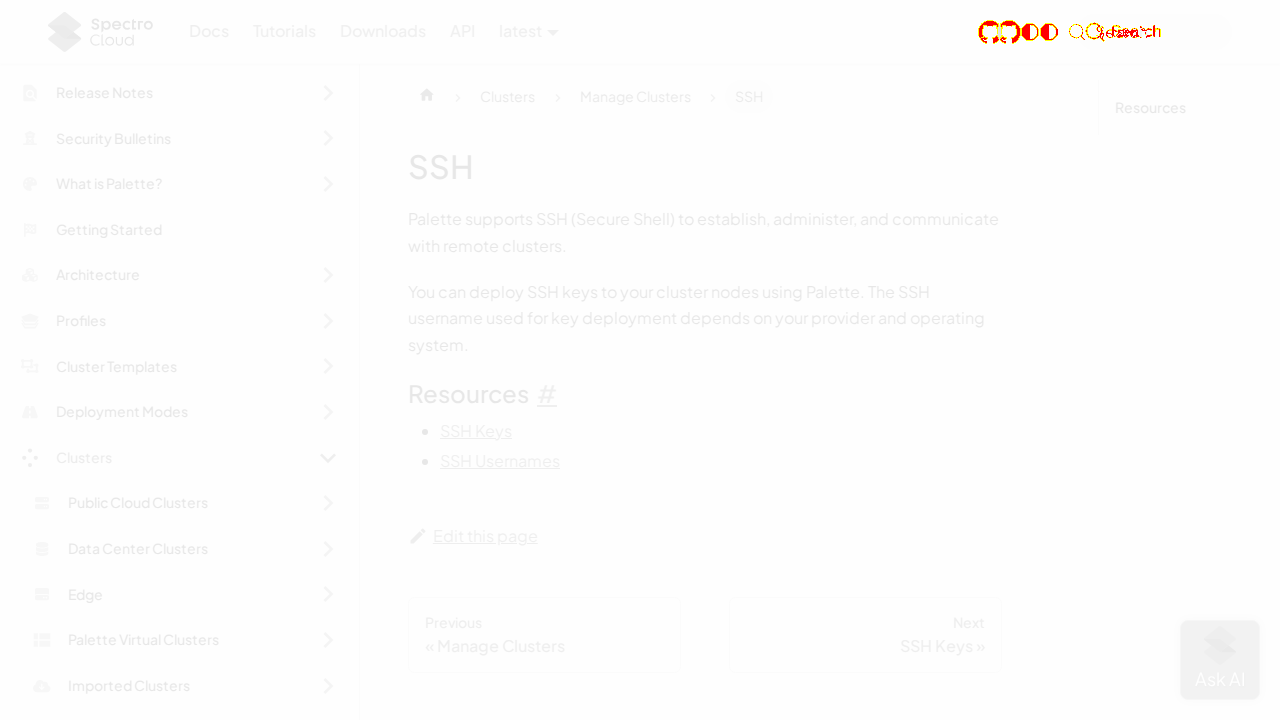 Spectro Cloud
Docs
Tutorials
Downloads
API
latest
Search
Release Notes
Security Bulletins
What is Palette?
Getting Started
Architecture
Profiles
Cluster Templates
Deployment Modes
Clusters
Public Cloud Clusters
Data Center Clusters
Edge
Palette Virtual Clusters
Imported Clusters
Clusters
Manage Clusters
SSH
SSH
Palette supports SSH (Secure Shell) to establish, administer, and communicate
with remote clusters.
You can deploy SSH keys to your cluster nodes using Palette. The SSH
username used for key deployment depends on your provider and operating
system.
Resources #
SSH Keys
SSH Usernames
Edit this page
Previous
« Manage Clusters
Next
SSH Keys »
Resources
Ask AI